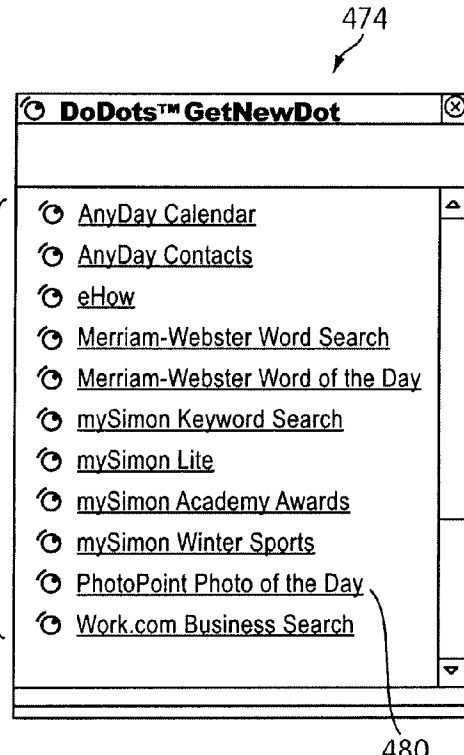 474
DoDots™ GetNewDot
AnyDay Calendar
AnyDay Contacts
eHow
Merriam-Webster Word Search
Merriam-Webster Word of the Day
mySimon Keyword Search
mySimon Lite
mySimon Academy Awards
mySimon Winter Sports
PhotoPoint Photo of the Day
Work.com Business Search
480